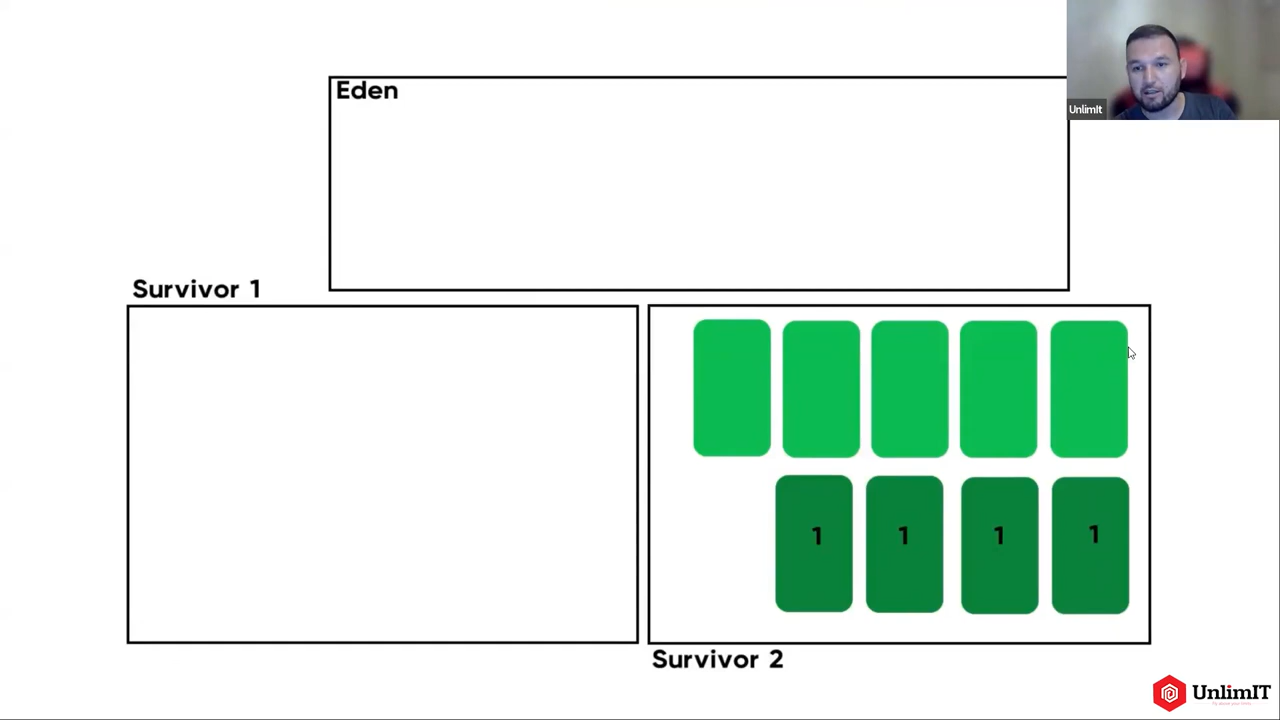 Eden
UnlimIt
Survivor 1
1 1 1 1
Survivor 2
UnlimIT